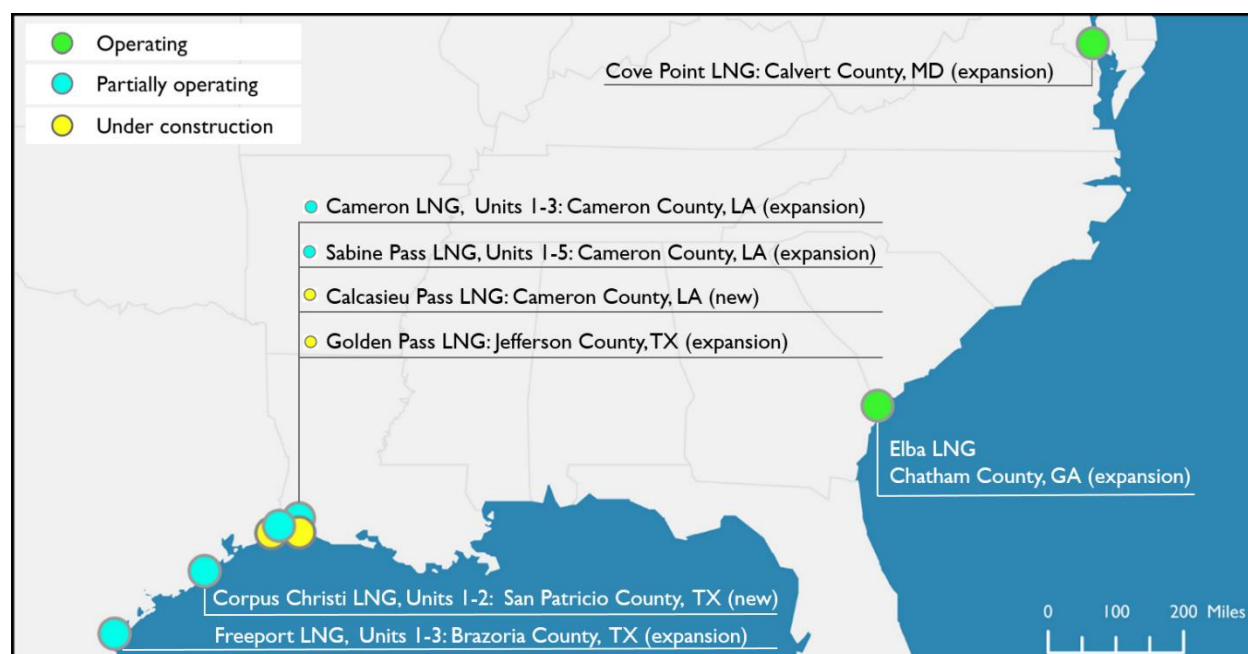 Operating
Partially operating
Under construction
Cove Point LNG: Calvert County, MD (expansion)
Cameron LNG, Units 1-3: Cameron County, LA (expansion)
Sabine Pass LNG, Units 1-5: Cameron County, LA (expansion)
Calcasieu Pass LNG: Cameron County, LA (new)
Golden Pass LNG: Jefferson County, TX (expansion)
Elba LNG
Chatham County, GA (expansion)
Corpus Christi LNG, Units 1-2: San Patricio County, TX (new)
Freeport LNG, Units 1-3: Brazoria County, TX (expansion)
0 100 200 Miles